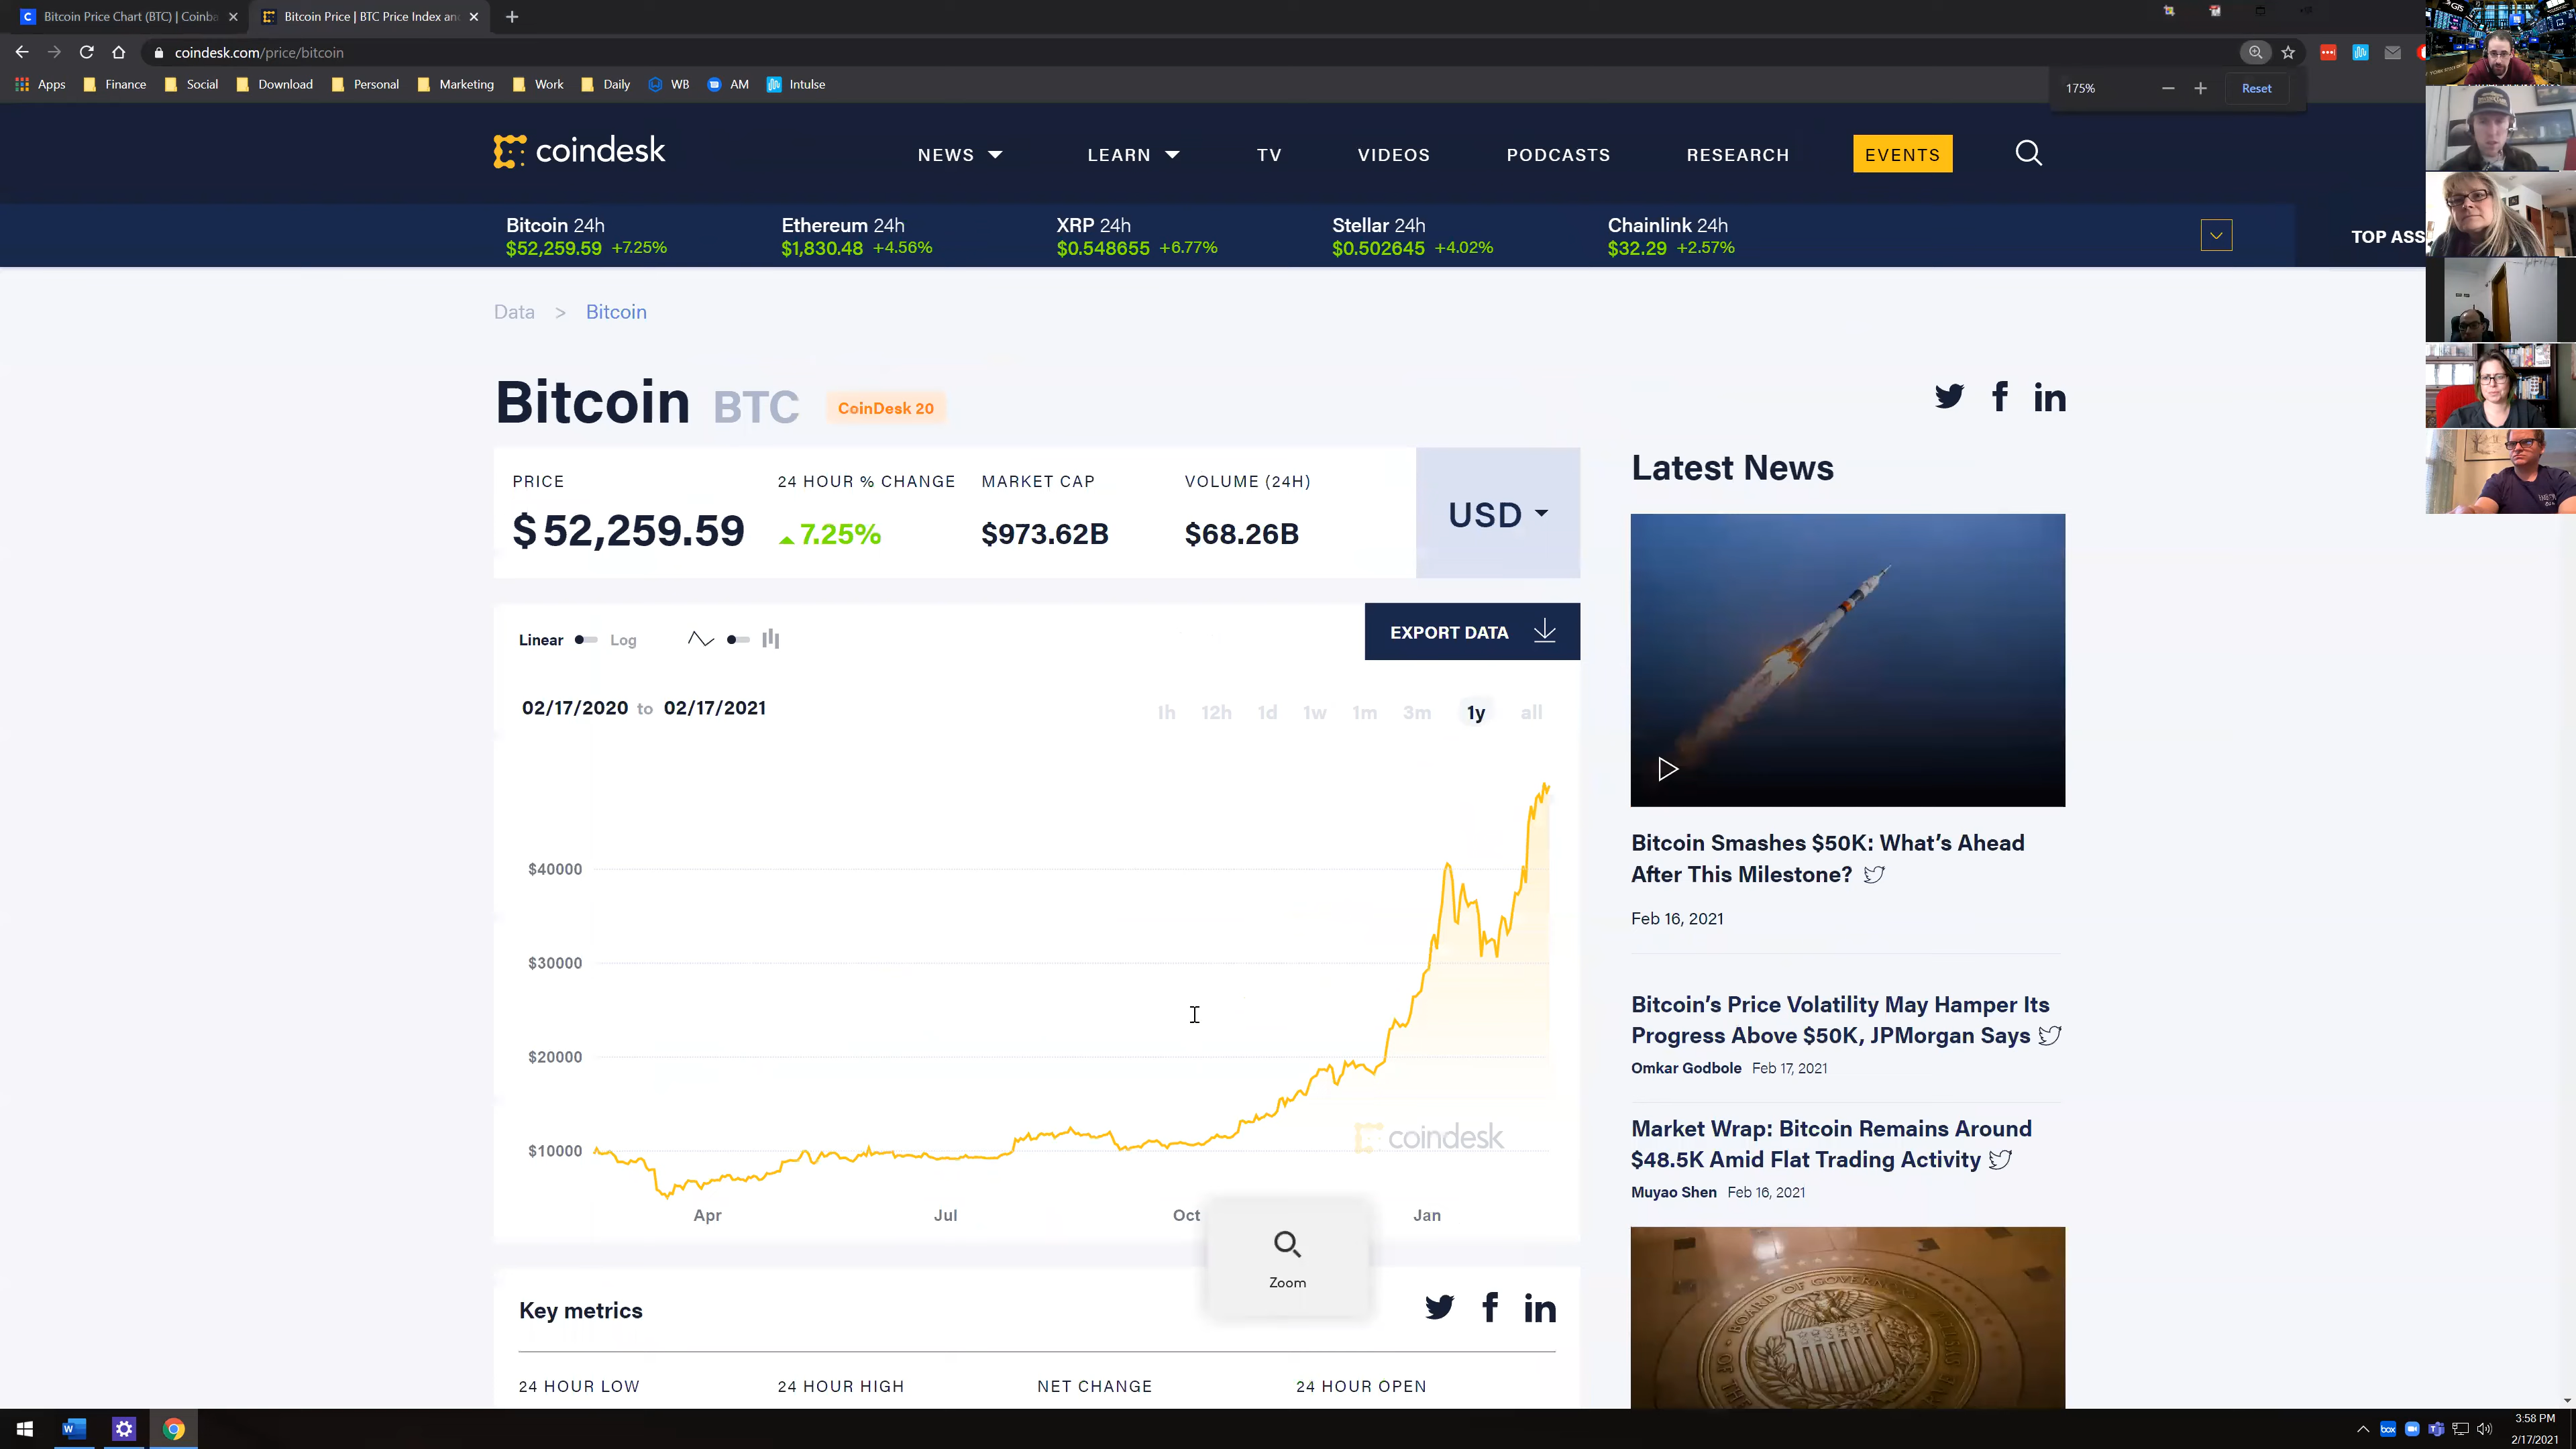 Bitcoin Price Chart (BTC) | Coinba
Bitcoin Price | BTC Price Index an
coindesk.com/price/bitcoin
Apps Finance Social Download Personal Marketing Work Daily WB AM Intulse
175% Reset
coindesk NEWS LEARN TV VIDEOS PODCASTS RESEARCH EVENTS
Bitcoin 24h Ethereum 24h XRP 24h Stellar 24h Chainlink 24h
$52,259.59 +7.25% $1,830.48 +4.56% $0.548655 +6.77% $0.502645 +4.02% $32.29 +2.57%
TOP ASS
Data > Bitcoin
Bitcoin BTC CoinDesk 20
PRICE 24 HOUR % CHANGE MARKET CAP VOLUME (24H)
$52,259.59 7.25% $973.62B $68.26B
USD
Linear Log
EXPORT DATA
02/17/2020 to 02/17/2021
1h 12h 1d 1w 1m 3m 1y all
$40000
$30000
$20000
$10000
coindesk
Apr Jul Oct Jan
Zoom
Key metrics
24 HOUR LOW 24 HOUR HIGH NET CHANGE 24 HOUR OPEN
Latest News
Bitcoin Smashes $50K: What's Ahead
After This Milestone?
Feb 16, 2021
Bitcoin's Price Volatility May Hamper Its
Progress Above $50K, JPMorgan Says
Omkar Godbole Feb 17, 2021
Market Wrap: Bitcoin Remains Around
$48.5K Amid Flat Trading Activity
Muyao Shen Feb 16, 2021
BOARD OF GOVERNO
OF THE
3:58 PM
2/17/2021